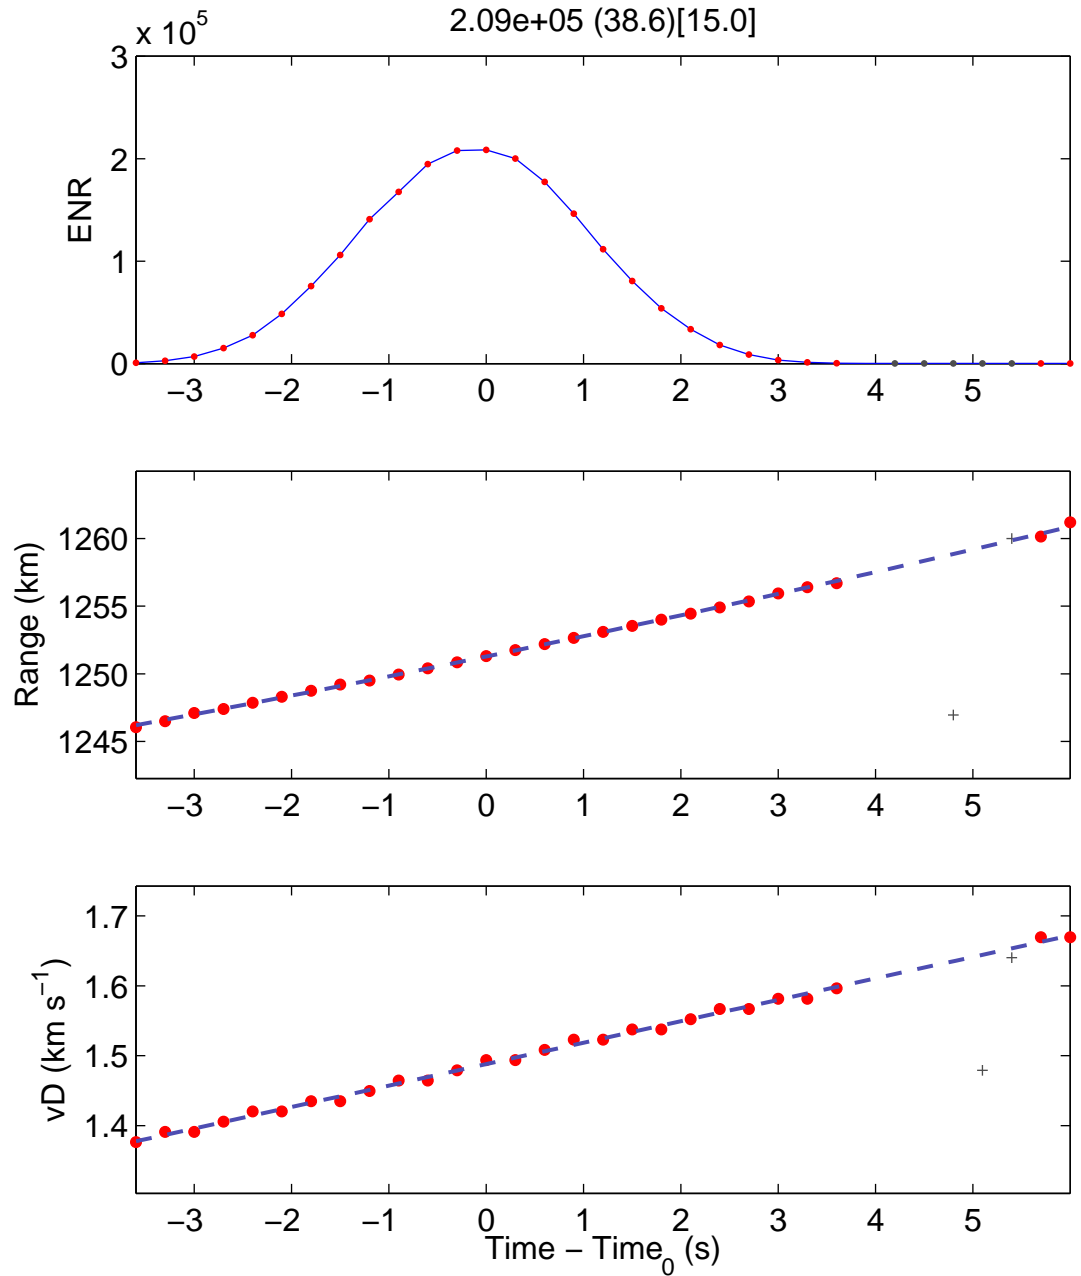 2.09e+05 (38.6)[15.0]
x 10^5
3
2
1
0
ENR
−3 −2 −1 0 1 2 3 4 5
1260
1255
1250
1245
Range (km)
−3 −2 −1 0 1 2 3 4 5
1.7
1.6
1.5
1.4
vD (km s^−1)
−3 −2 −1 0 1 2 3 4 5
Time − Time_0 (s)